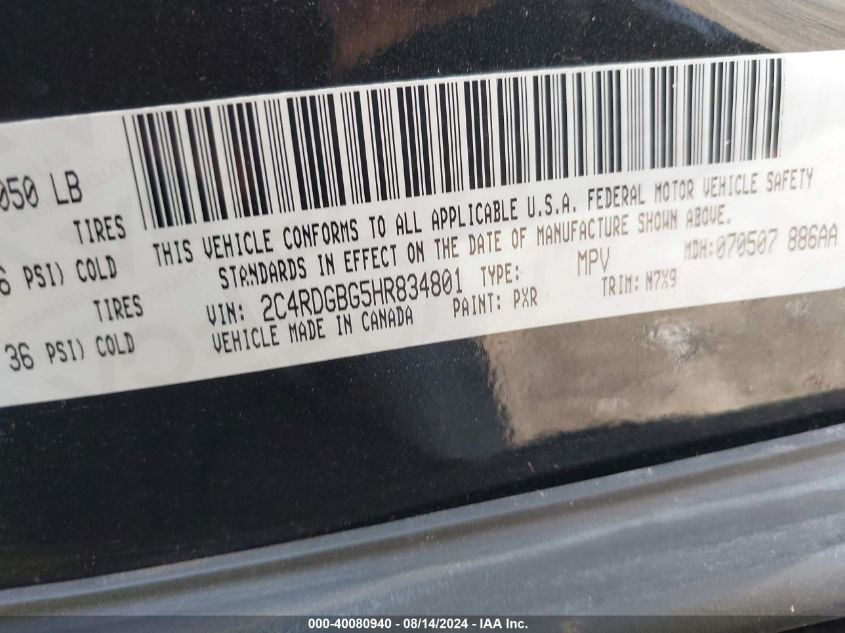 050 LB
TIRES
6 PSI) COLD
TIRES
36 PSI) COLD
THIS VEHICLE CONFORMS TO ALL APPLICABLE U.S.A. FEDERAL MOTOR VEHICLE SAFETY
STANDARDS IN EFFECT ON THE DATE OF MANUFACTURE SHOWN ABOVE.
VIN: 2C4RDGBG5HR834801 TYPE: MPV MDH: 070507 886AA
VEHICLE MADE IN CANADA PAINT: PXR TRIM: N7X9
000-40080940 - 08/14/2024 - IAA Inc.